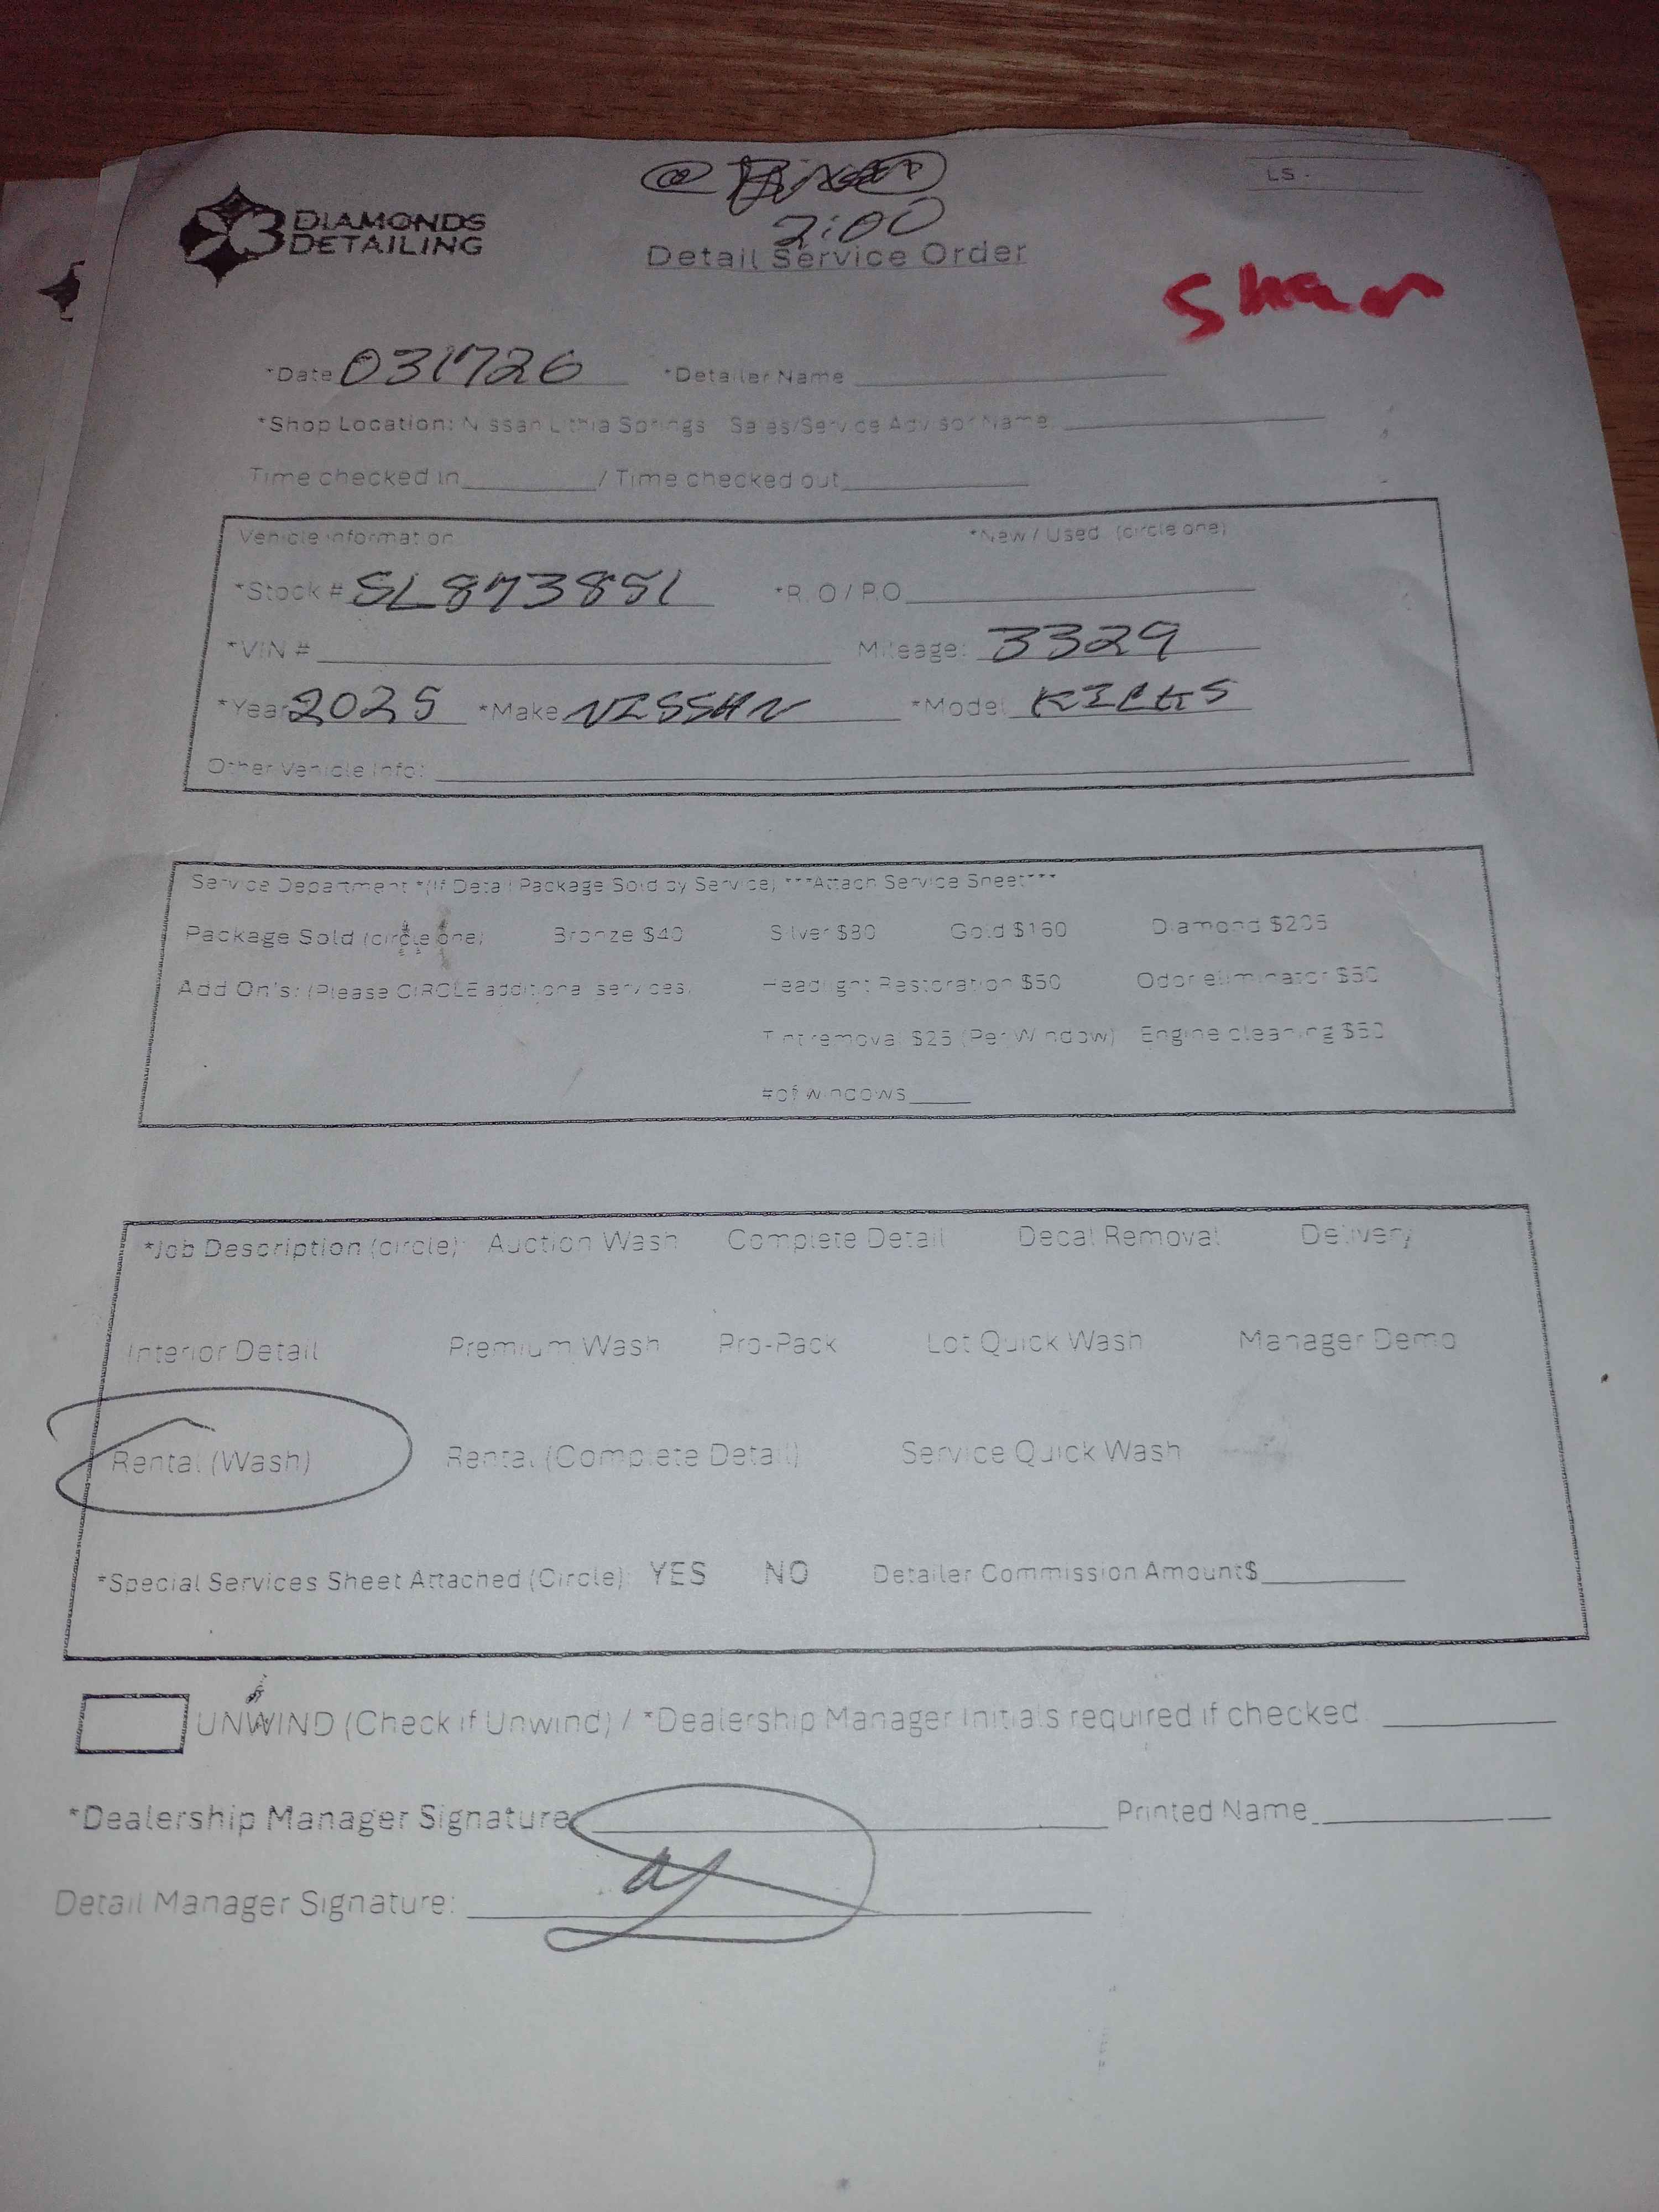 LS -
2:00
3 DIAMONDS
DETAILING
Detail Service Order
Shan
*Date 031726 *Detailer Name
*Shop Location: Nissan Lithia Springs Sales/Service Advisor Name
Time checked in / Time checked out
Vehicle information *New / Used (circle one)
*Stock # SL873851 *R.O / P.O
*VIN # Mileage: 3329
*Year 2025 *Make NISSAN *Model KICKS
Other Vehicle Info:
Service Department *(If Detail Package Sold by Service) ***Attach Service Sheet***
Package Sold (circle one) Bronze $40 Silver $80 Gold $160 Diamond $205
Add On's: (Please CIRCLE additional services) Headlight Restoration $50 Odor eliminator $50
Tint removal $25 (Per Window) Engine cleaning $50
# of windows
*Job Description (circle): Auction Wash Complete Detail Decal Removal Delivery
Interior Detail Premium Wash Pro-Pack Lot Quick Wash Manager Demo
Rental (Wash) Rental (Complete Detail) Service Quick Wash
*Special Services Sheet Attached (Circle) YES NO Detailer Commission Amount$
UNWIND (Check if Unwind) / *Dealership Manager Initials required if checked
*Dealership Manager Signature Printed Name
Detail Manager Signature: